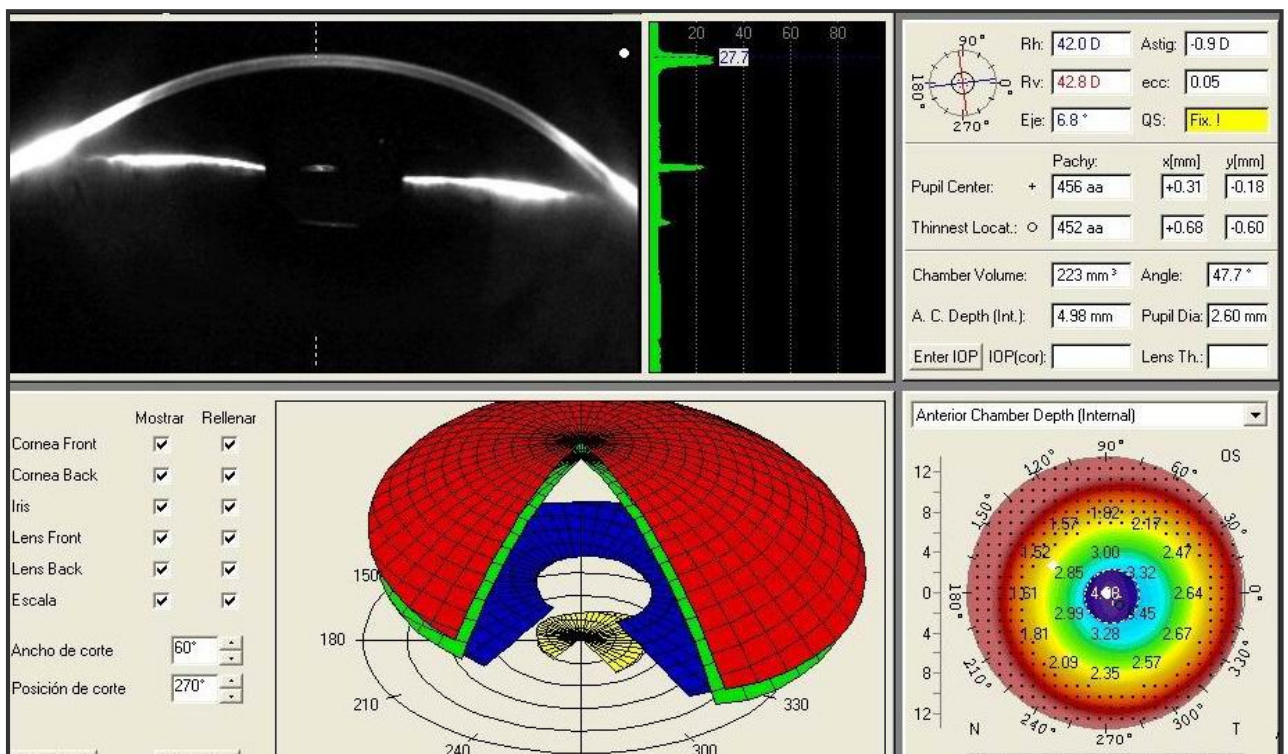 20 40 60 80
27.7
90°
180°
0°
270°
Rh: 42.0 D Astig: -0.9 D
Rv: 42.8 D ecc: 0.05
Eje: 6.8 ° QS: Fix. !
Pachy: x[mm] y[mm]
Pupil Center: + 456 aa +0.31 -0.18
Thinnest Locat.: O 452 aa +0.68 -0.60
Chamber Volume: 223 mm³ Angle: 47.7 °
A. C. Depth (Int.): 4.98 mm Pupil Dia: 2.60 mm
Enter IOP IOP(cor): Lens Th.:
Mostrar Rellenar
Cornea Front
Cornea Back
Iris
Lens Front
Lens Back
Escala
Ancho de corte 60°
Posición de corte 270°
150
180
210 330
240 300
Anterior Chamber Depth (Internal)
OS
90°
120° 60°
150° 30°
180° 0°
210° 330°
240° 300°
270°
12
8
4
0
4
8
12
1.82
1.57 2.17
1.52 3.00 2.47
2.85 3.32
1.61 2.64
2.99
1.81 3.28 2.67
2.09 2.35 2.57
N T